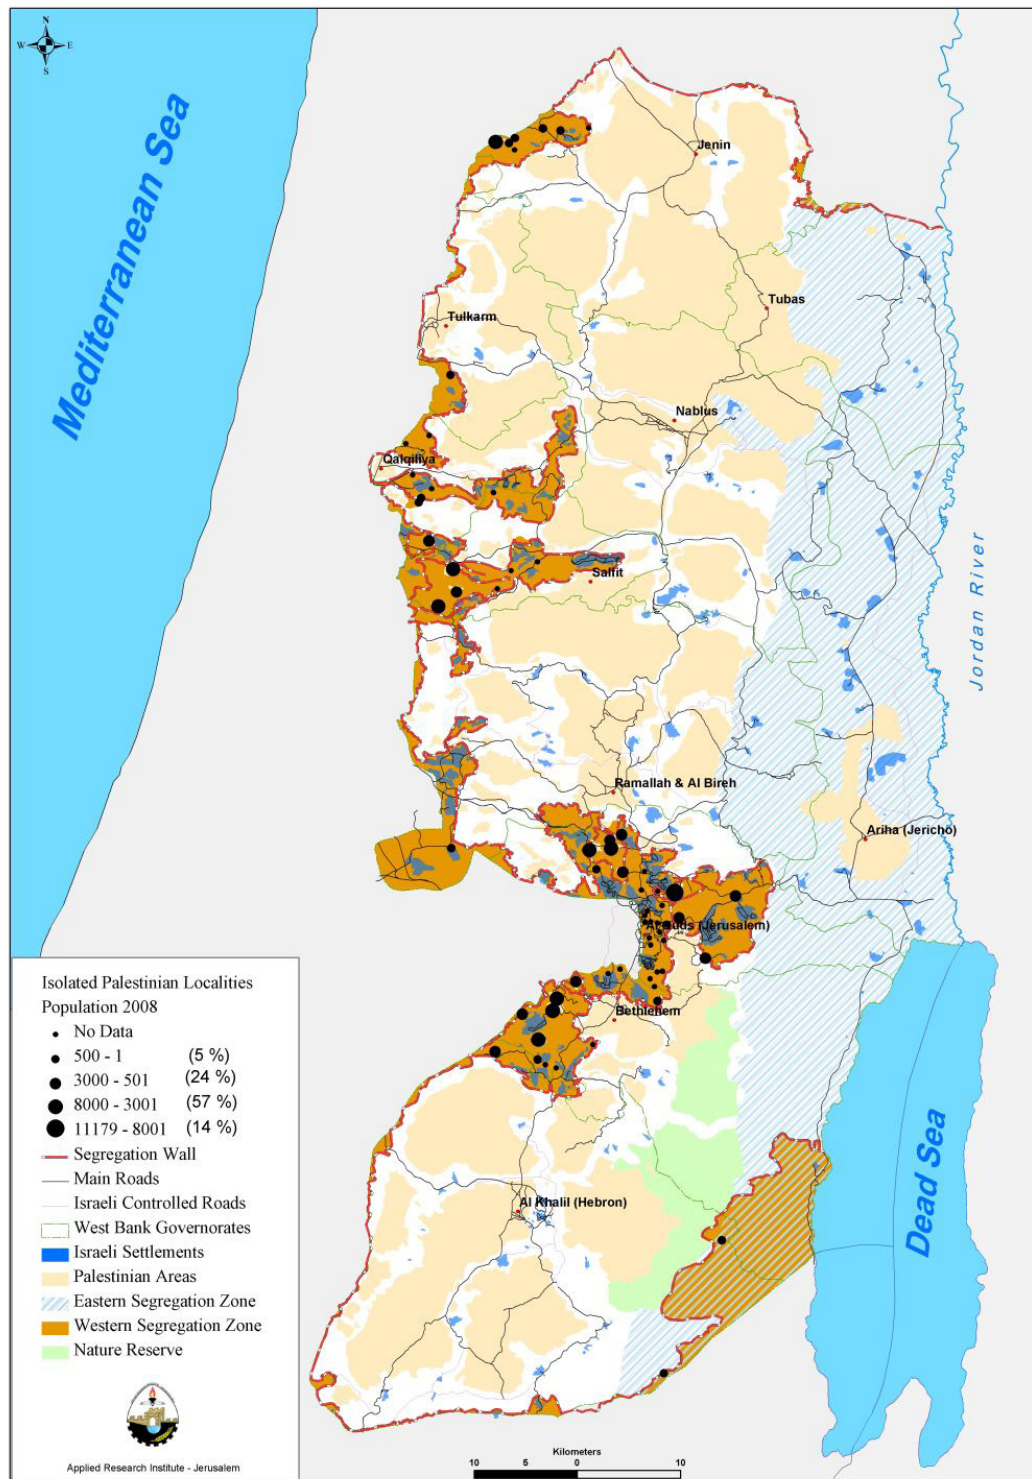 N
W E
S
Mediterranean Sea
Jenin
Tubas
Tulkarm
Nablus
Qalqiliya
Salfit
Jordan River
Ramallah & Al Bireh
Ariha (Jericho)
Al Quds (Jerusalem)
Bethlehem
Al Khalil (Hebron)
Dead Sea
Isolated Palestinian Localities
Population 2008
No Data
500 - 1 (5 %)
3000 - 501 (24 %)
8000 - 3001 (57 %)
11179 - 8001 (14 %)
Segregation Wall
Main Roads
Israeli Controlled Roads
West Bank Governorates
Israeli Settlements
Palestinian Areas
Eastern Segregation Zone
Western Segregation Zone
Nature Reserve
Applied Research Institute - Jerusalem
Kilometers
10 5 0 10